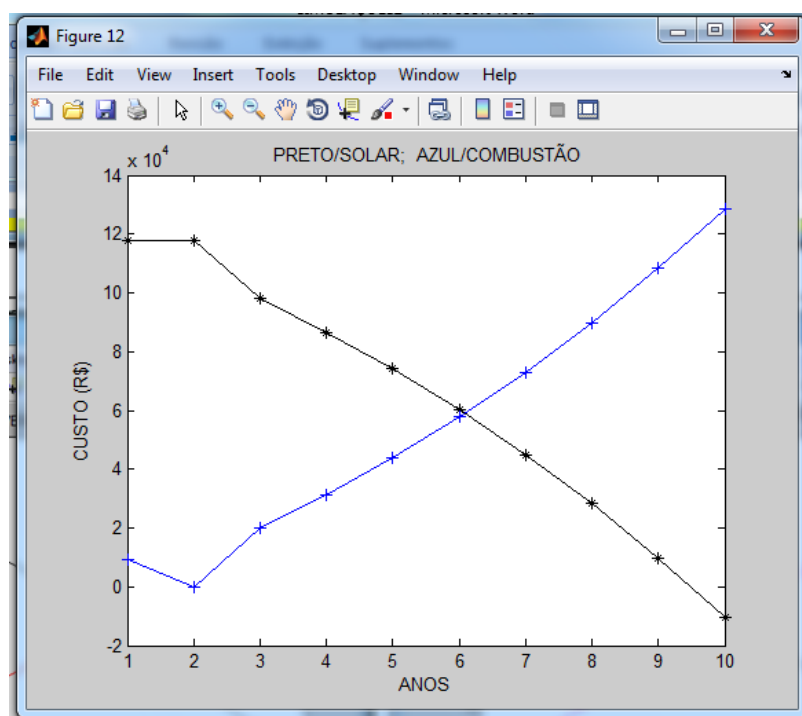 Figure 12
File Edit View Insert Tools Desktop Window Help
x 10^4
PRETO/SOLAR; AZUL/COMBUSTÃO
14
12
10
8
6
4
2
0
-2
CUSTO (R$)
1 2 3 4 5 6 7 8 9 10
ANOS